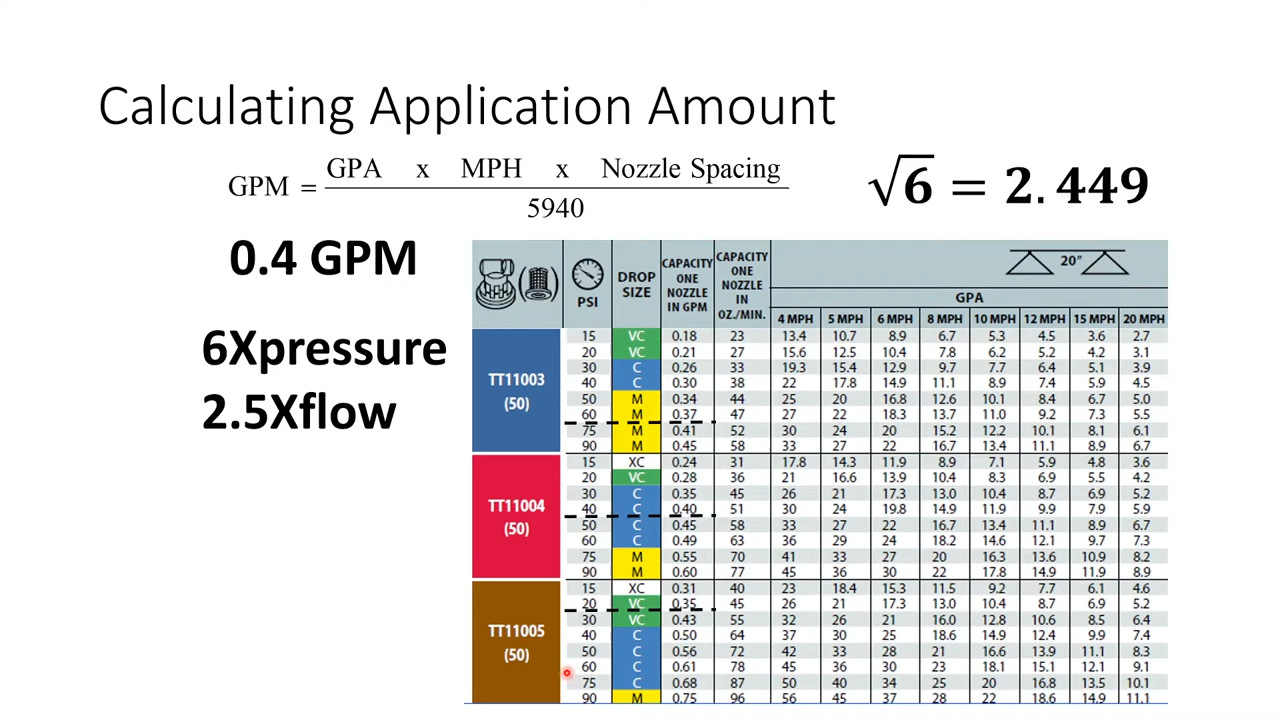 Calculating Application Amount
GPM = GPA x MPH x Nozzle Spacing
5940
√6 = 2.449
0.4 GPM
6Xpressure
2.5Xflow
PSI DROP SIZE CAPACITY ONE NOZZLE IN GPM CAPACITY ONE NOZZLE IN OZ./MIN. 20"
GPA
4 MPH 5 MPH 6 MPH 8 MPH 10 MPH 12 MPH 15 MPH 20 MPH
TT11003
(50)
15 VC 0.18 23 13.4 10.7 8.9 6.7 5.3 4.5 3.6 2.7
20 VC 0.21 27 15.6 12.5 10.4 7.8 6.2 5.2 4.2 3.1
30 C 0.26 33 19.3 15.4 12.9 9.7 7.7 6.4 5.1 3.9
40 C 0.30 38 22 17.8 14.9 11.1 8.9 7.4 5.9 4.5
50 M 0.34 44 25 20 16.8 12.6 10.1 8.4 6.7 5.0
60 M 0.37 47 27 22 18.3 13.7 11.0 9.2 7.3 5.5
75 M 0.41 52 30 24 20 15.2 12.2 10.1 8.1 6.1
90 M 0.45 58 33 27 22 16.7 13.4 11.1 8.9 6.7
TT11004
(50)
15 XC 0.24 31 17.8 14.3 11.9 8.9 7.1 5.9 4.8 3.6
20 VC 0.28 36 21 16.6 13.9 10.4 8.3 6.9 5.5 4.2
30 C 0.35 45 26 21 17.3 13.0 10.4 8.7 6.9 5.2
40 C 0.40 51 30 24 19.8 14.9 11.9 9.9 7.9 5.9
50 C 0.45 58 33 27 22 16.7 13.4 11.1 8.9 6.7
60 C 0.49 63 36 29 24 18.2 14.6 12.1 9.7 7.3
75 M 0.55 70 41 33 27 20 16.3 13.6 10.9 8.2
90 M 0.60 77 45 36 30 22 17.8 14.9 11.9 8.9
TT11005
(50)
15 XC 0.31 40 23 18.4 15.3 11.5 9.2 7.7 6.1 4.6
20 VC 0.35 45 26 21 17.3 13.0 10.4 8.7 6.9 5.2
30 VC 0.43 55 32 26 21 16.0 12.8 10.6 8.5 6.4
40 C 0.50 64 37 30 25 18.6 14.9 12.4 9.9 7.4
50 C 0.56 72 42 33 28 21 16.6 13.9 11.1 8.3
60 C 0.61 78 45 36 30 23 18.1 15.1 12.1 9.1
75 C 0.68 87 50 40 34 25 20 16.8 13.5 10.1
90 M 0.75 96 56 45 37 28 22 18.6 14.9 11.1